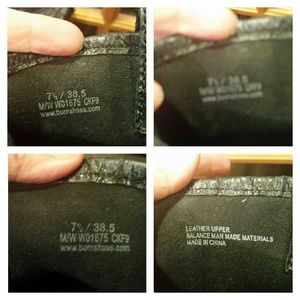 7½ / 38.5
M/W W01675 CKF9
www.bornshoes.com
7½ / 38.5
M/W W01675 CKF9
www.bornshoes.com
7½ / 38.5
M/W W01675 CKF9
www.bornshoes.com
LEATHER UPPER
BALANCE MAN MADE MATERIALS
MADE IN CHINA